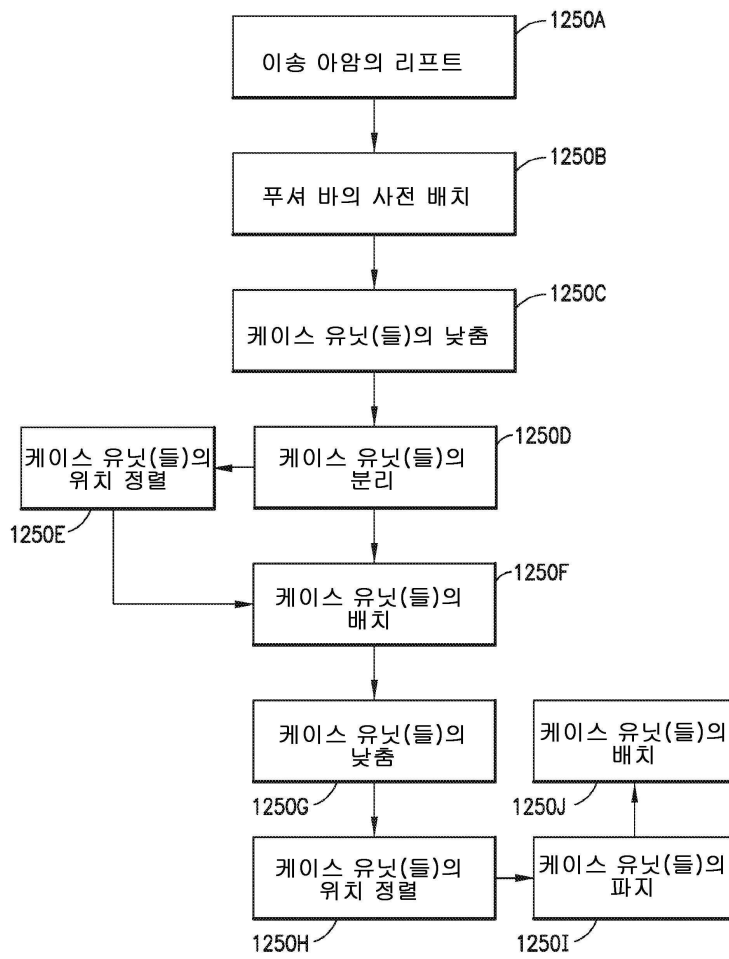 1250A
이송 아암의 리프트
1250B
푸셔 바의 사전 배치
1250C
케이스 유닛(들)의 낮춤
1250D
케이스 유닛(들)의
분리
케이스 유닛(들)의
위치 정렬
1250E
1250F
케이스 유닛(들)의
배치
케이스 유닛(들)의
낮춤
1250G
케이스 유닛(들)의
배치
1250J
케이스 유닛(들)의
위치 정렬
1250H
케이스 유닛(들)의
파지
1250I